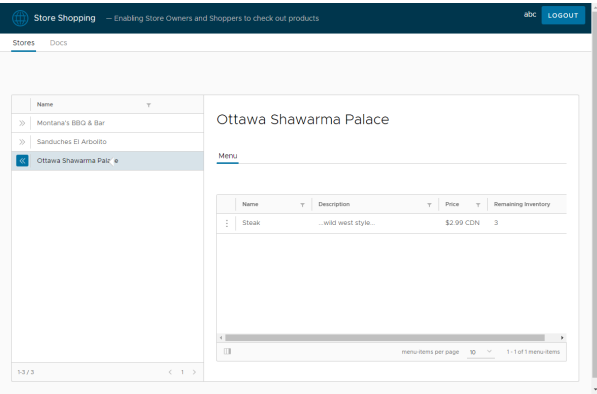 Store Shopping — Enabling Store Owners and Shoppers to check out products
abc LOGOUT
Stores Docs
Name
Montana's BBQ & Bar
Sanduches El Arbolito
Ottawa Shawarma Palace
1-3 / 3
1
Ottawa Shawarma Palace
Menu
Name Description Price Remaining Inventory
Steak ...wild west style... $2.99 CDN 3
menu-items per page 10 1 - 1 of 1 menu-items